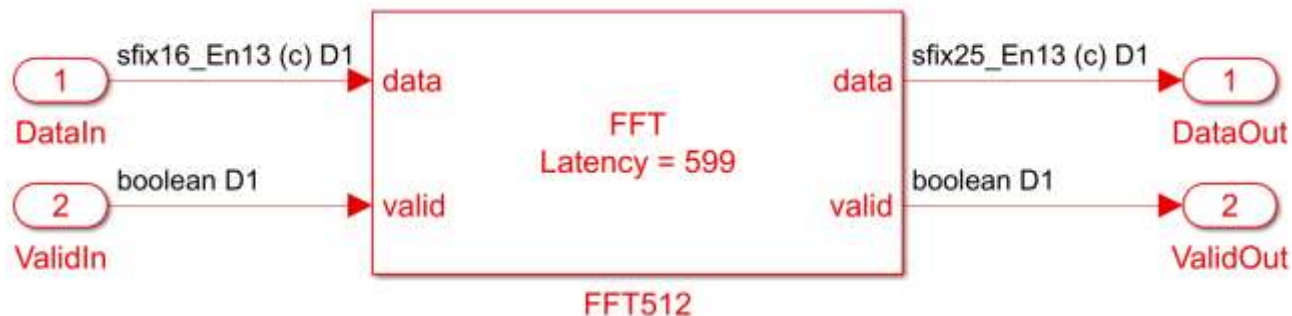 sfix16_En13 (c) D1
1
DataIn
boolean D1
2
ValidIn
data
valid
FFT
Latency = 599
data
valid
FFT512
sfix25_En13 (c) D1
1
DataOut
boolean D1
2
ValidOut